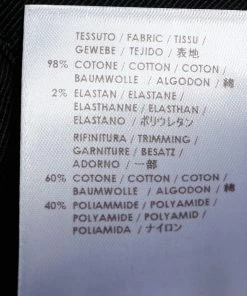 TESSUTO / FABRIC / TISSU /
GEWEBE / TEJIDO / 表地
98% COTONE / COTTON / COTON /
BAUMWOLLE / ALGODON / 綿
2% ELASTAN / ELASTANE /
ELASTHANNE / ELASTHAN /
ELASTANO / ポリウレタン
RIFINITURA / TRIMMING /
GARNITURE / BESATZ /
ADORNO / 一部
60% COTONE / COTTON / COTON /
BAUMWOLLE / ALGODON / 綿
40% POLIAMMIDE / POLYAMIDE /
POLYAMIDE / POLYAMID /
POLIAMIDA / ナイロン